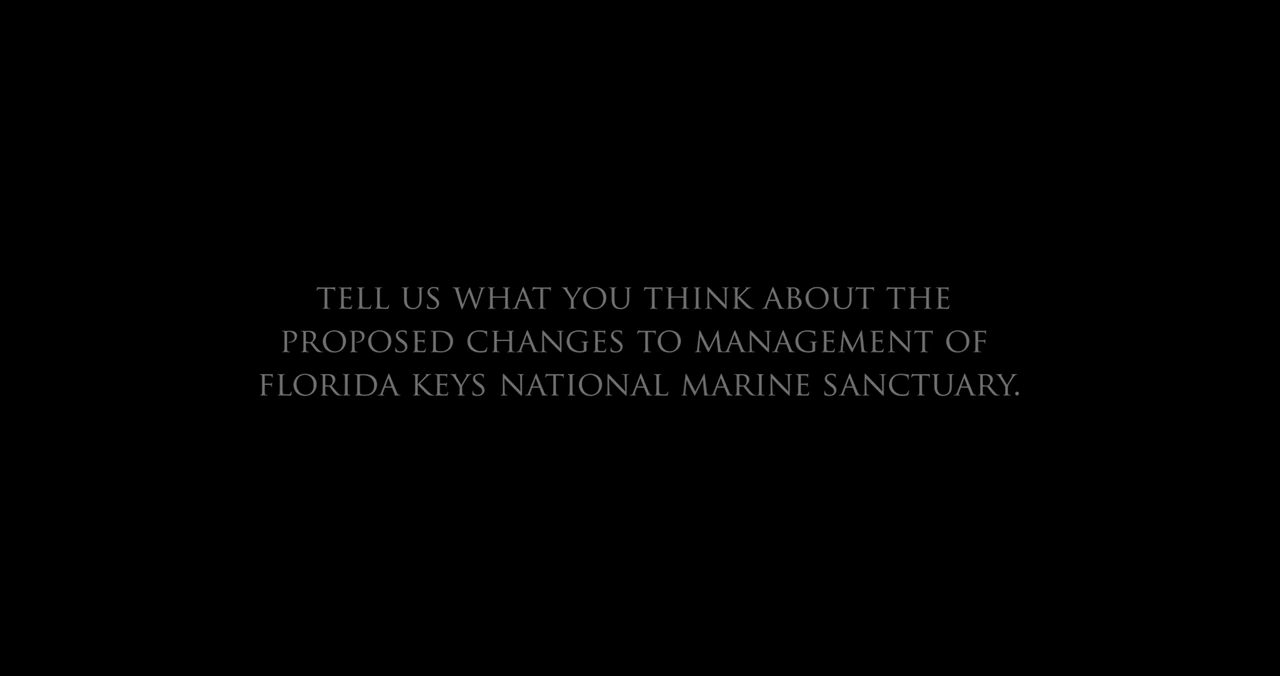 TELL US WHAT YOU THINK ABOUT THE
PROPOSED CHANGES TO MANAGEMENT OF
FLORIDA KEYS NATIONAL MARINE SANCTUARY.